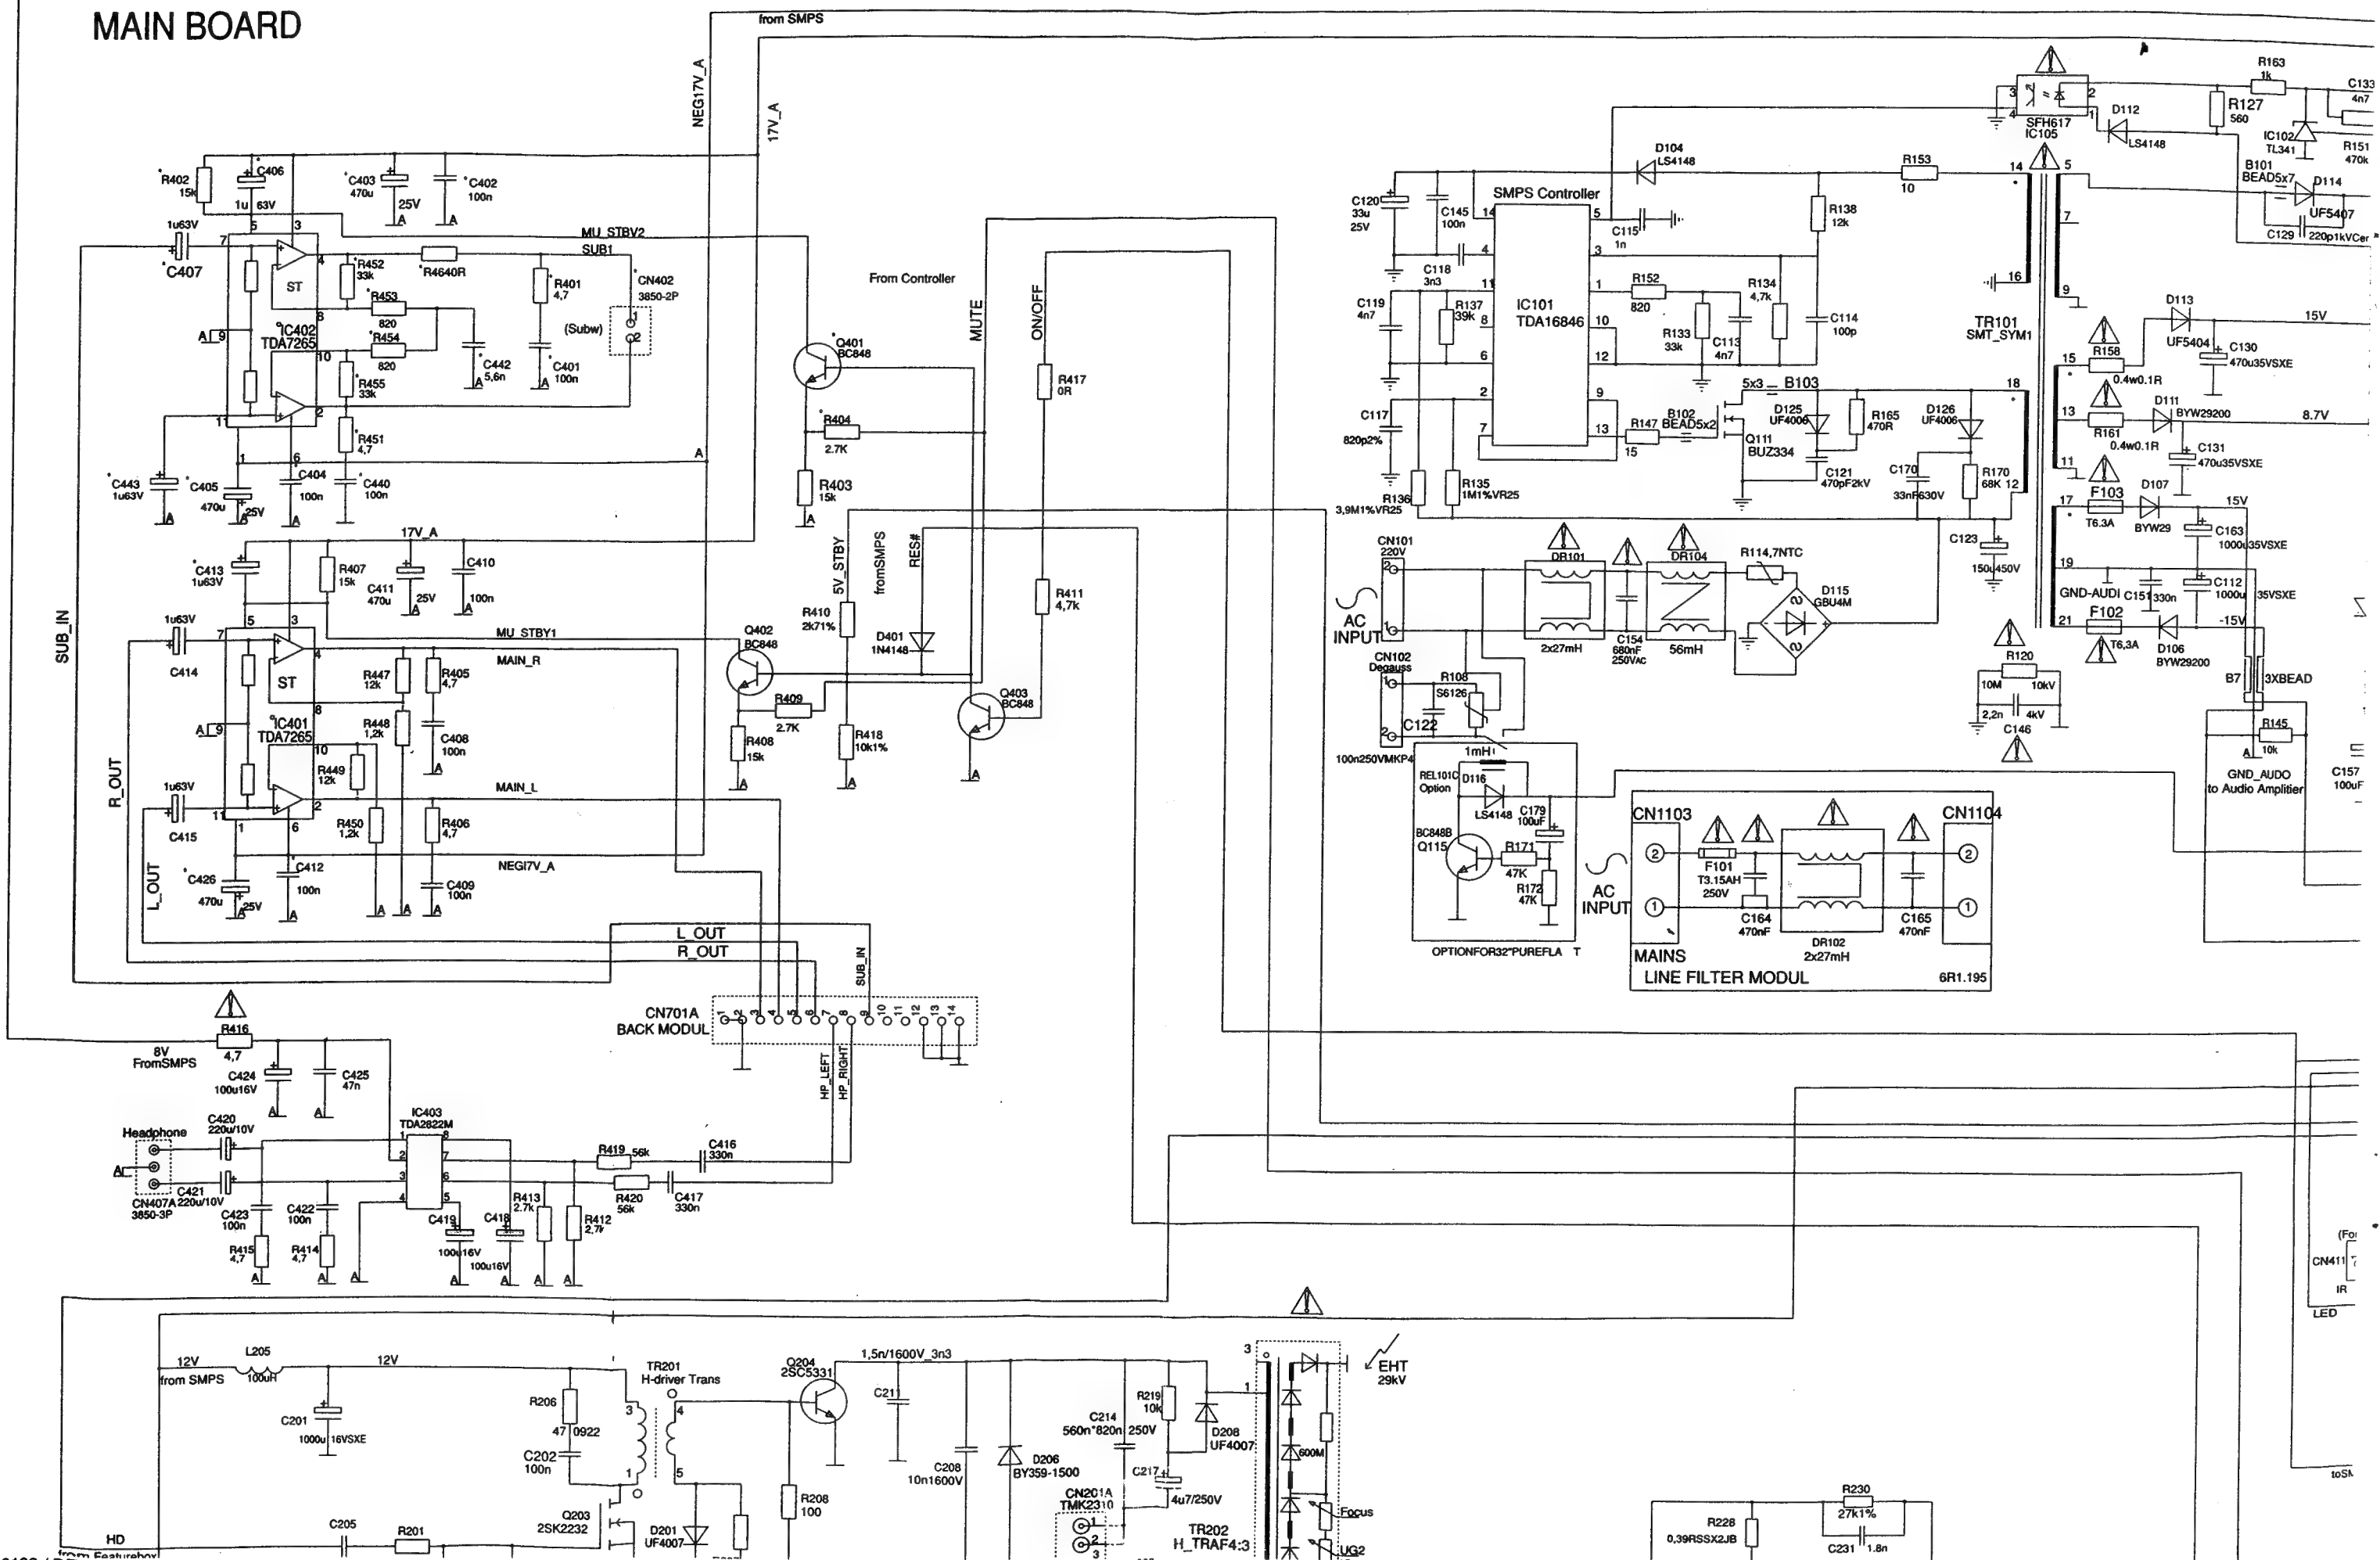 MAIN BOARD
from SMPS
NEG17V_A
17V_A
R402
15k
C406
1u 63V
C403
470u
25V
C402
100n
1u63V
C407
MU_STBV2
SUB1
R452
33k
R4640R
R401
4,7
CN402
3850-2P
(Subw)
ST
R453
820
IC402
TDA7265
R454
820
C442
5,6n
C401
100n
R455
33k
R451
4,7
C443
1u63V
C405
470u
25V
C404
100n
C440
100n
From Controller
MUTE
ON/OFF
Q401
BC848
R417
0R
R404
2.7K
R403
15k
17V_A
C413
1u63V
R407
15k
C411
470u
25V
C410
100n
5V_STBY
fromSMPS
RES#
R410
2k71%
D401
1N4148
R411
4,7k
SUB_IN
1u63V
C414
MU_STBY1
MAIN_R
Q402
BC848
ST
R447
12k
R405
4,7
R409
2.7K
Q403
BC848
IC401
TDA7265
R448
1,2k
C408
100n
R408
15k
R418
10k1%
R449
12k
R_OUT
1u63V
C415
MAIN_L
R450
1,2k
R406
4,7
L_OUT
NEGI7V_A
C426
470u
25V
C412
100n
C409
100n
L_OUT
R_OUT
SUB_IN
CN701A
BACK MODUL
1 2 3 4 5 6 7 8 9 10 11 12 13 14
HP_LEFT
HP_RIGHT
R416
4,7
8V
FromSMPS
C424
100u16V
C425
47n
IC403
TDA2822M
C420
220u/10V
Headphone
C421
220u/10V
CN407A
3850-3P
R419 56k
C416
330n
R420
56k
C417
330n
C423
100n
C422
100n
C419
100u16V
C418
100u16V
R413
2.7k
R412
2,7k
R415
4,7
R414
4,7
SMPS Controller
D104
LS4148
R153
10
C120
33u
25V
C145
100n
C115
1n
R138
12k
C118
3n3
C119
4n7
R137
39k
IC101
TDA16846
R152
820
R134
4,7k
R133
33k
C113
4n7
C114
100p
C117
820p2%
R147
15
B102
BEAD5x2
5x3 B103
Q111
BUZ334
D125
UF4006
R165
470R
D126
UF4006
C121
470pF2kV
C170
33nF630V
R170
68K
R136
3,9M1%VR25
R135
1M1%VR25
CN101
220V
DR101
2x27mH
C154
680nF
250VAC
DR104
56mH
R114,7NTC
D115
GBU4M
C123
150u450V
AC
INPUT
CN102
Degauss
R108
S6126
C122
100n250VMKP4
1mH
REL101C
Option
D116
LS4148
C179
100uF
BC848B
Q115
R171
47K
R172
47K
OPTIONFOR32"PUREFLA T
AC
INPUT
CN1103
F101
T3.15AH
250V
C164
470nF
DR102
2x27mH
C165
470nF
CN1104
MAINS
LINE FILTER MODUL
6R1.195
SFH617
IC105
D112
LS4148
R163
1k
R127
560
IC102
TL341
C133
4n7
R151
470k
B101
BEAD5x7
D114
UF5407
C129 220p1kVCer
TR101
SMT_SYM1
D113
UF5404
15V
R158
0.4w0.1R
C130
470u35VSXE
D111
BYW29200
8.7V
R161
0.4w0.1R
C131
470u35VSXE
F103
T6.3A
D107
BYW29
15V
C163
1000u35VSXE
GND-AUDI
C151 330n
C112
1000u 35VSXE
F102
T6,3A
D106
BYW29200
-15V
B7 3XBEAD
R120
10M 10kV
2,2n 4kV
C146
R145
10k
GND_AUDO
to Audio Amplitier
C157
100uF
CN411
IR
LED
12V
from SMPS
L205
100uH
12V
C201
1000u 16VSXE
R206
47 0922
C202
100n
TR201
H-driver Trans
Q204
2SC5331
1,5n/1600V_3n3
C211
R219
10k
C214
560n*820n 250V
D208
UF4007
C208
10n1600V
D206
BY359-1500
C217
4u7/250V
CN201A
TMK2310
R208
100
Q203
2SK2232
D201
UF4007
C205
R201
HD
EHT
29kV
600M
Focus
UG2
TR202
H_TRAF4:3
R230
27k1%
R228
0,39RSSX2JB
C231 1.8n